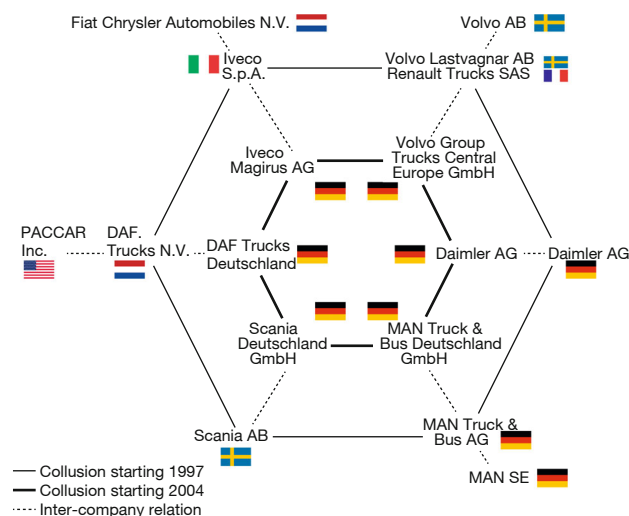 Fiat Chrysler Automobiles N.V.
Volvo AB
Iveco
S.p.A.
Volvo Lastvagnar AB
Renault Trucks SAS
Iveco
Magirus AG
Volvo Group
Trucks Central
Europe GmbH
PACCAR
Inc.
DAF.
Trucks N.V.
DAF Trucks
Deutschland
Daimler AG
Daimler AG
Scania
Deutschland
GmbH
MAN Truck &
Bus Deutschland
GmbH
Scania AB
MAN Truck &
Bus AG
MAN SE
Collusion starting 1997
Collusion starting 2004
Inter-company relation